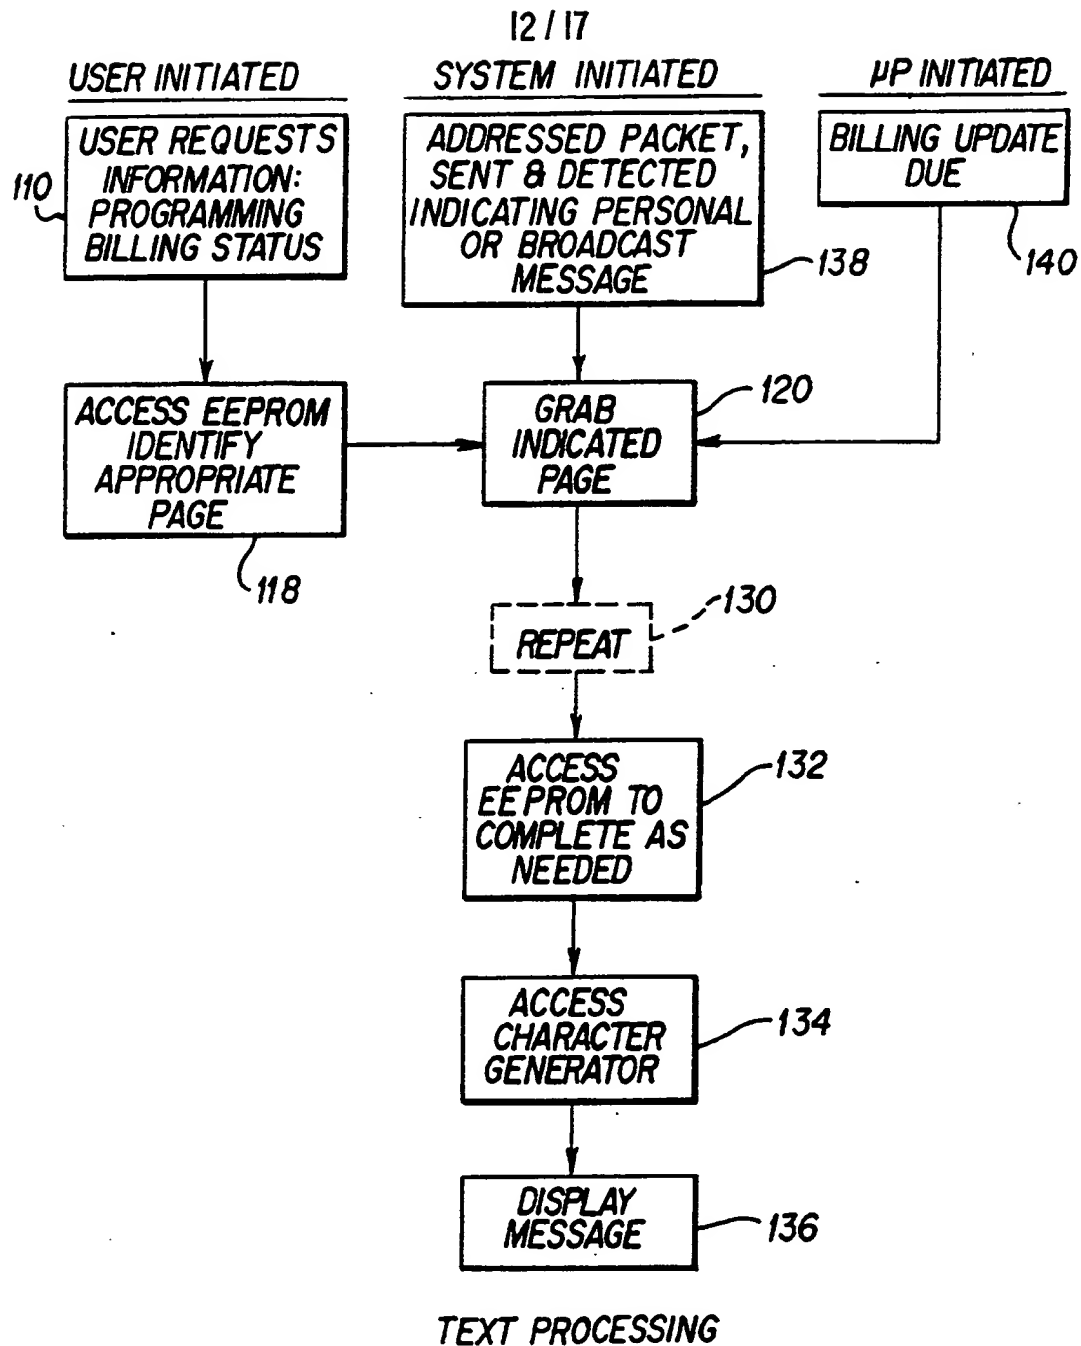 12/17
USER INITIATED
SYSTEM INITIATED
µP INITIATED
USER REQUESTS
INFORMATION:
PROGRAMMING
BILLING STATUS
110
ADDRESSED PACKET,
SENT & DETECTED
INDICATING PERSONAL
OR BROADCAST
MESSAGE
138
BILLING UPDATE
DUE
140
ACCESS EEPROM
IDENTIFY
APPROPRIATE
PAGE
118
GRAB
INDICATED
PAGE
120
REPEAT
130
ACCESS
EEPROM TO
COMPLETE AS
NEEDED
132
ACCESS
CHARACTER
GENERATOR
134
DISPLAY
MESSAGE
136
TEXT PROCESSING